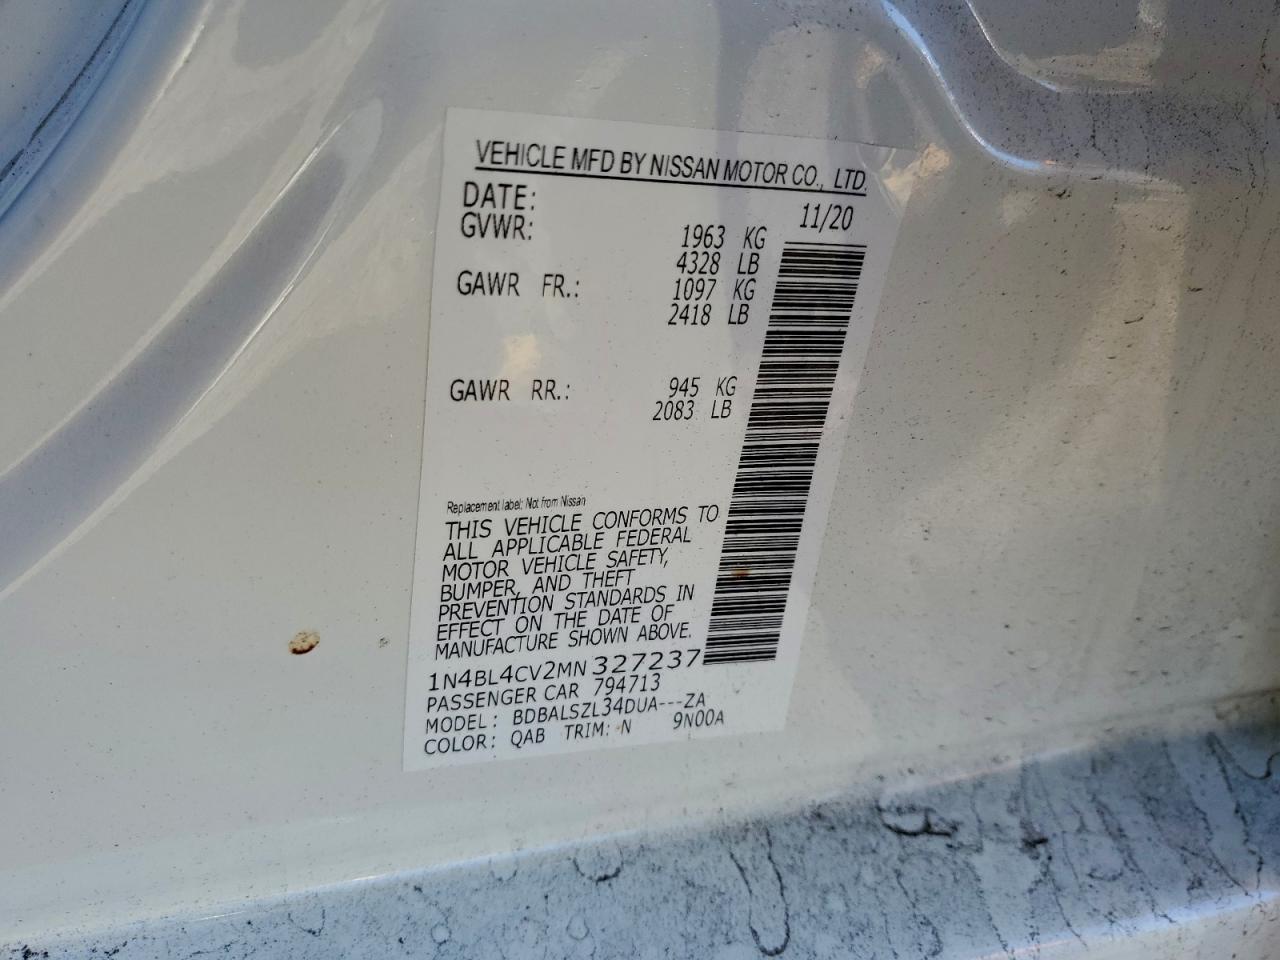 VEHICLE MFD BY NISSAN MOTOR CO., LTD.
DATE: 11/20
GVWR: 1963 KG
4328 LB
GAWR FR.: 1097 KG
2418 LB
GAWR RR.: 945 KG
2083 LB
Replacement label: Not from Nissan
THIS VEHICLE CONFORMS TO
ALL APPLICABLE FEDERAL
MOTOR VEHICLE SAFETY,
BUMPER, AND THEFT
PREVENTION STANDARDS IN
EFFECT ON THE DATE OF
MANUFACTURE SHOWN ABOVE.
1N4BL4CV2MN327237
PASSENGER CAR 794713
MODEL: BDBALSZL34DUA---ZA
COLOR: QAB TRIM: N 9N00A